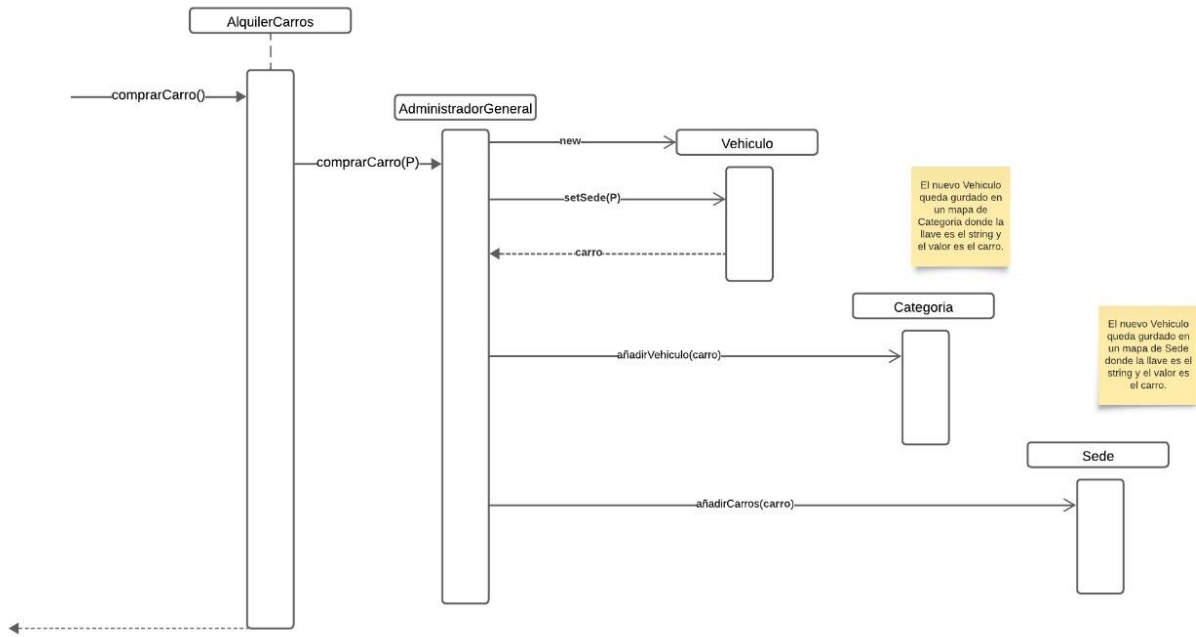 AlquilerCarros
comprarCarro()
AdministradorGeneral
new
Vehiculo
comprarCarro(P)
setSede(P)
El nuevo Vehiculo
queda gurdado en
un mapa de
Categoria donde la
llave es el string y
el valor es el carro.
carro
Categoria
El nuevo Vehiculo
queda gurdado en
un mapa de Sede
donde la llave es el
string y el valor es
el carro.
añadirVehiculo(carro)
Sede
añadirCarros(carro)